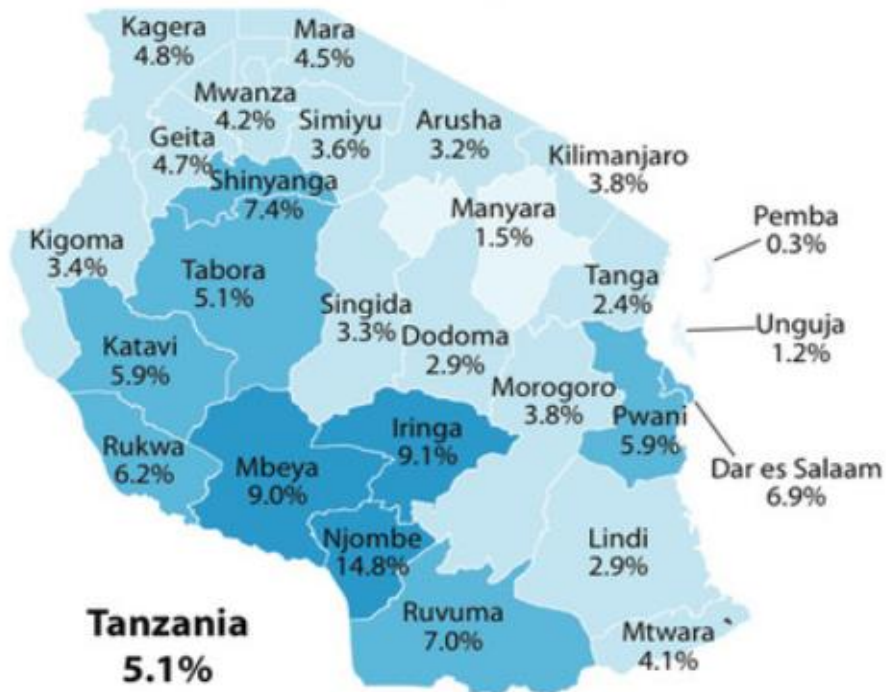 Kagera
4.8%
Mara
4.5%
Mwanza
4.2%
Simiyu
3.6%
Arusha
3.2%
Geita
4.7%
Kilimanjaro
3.8%
Shinyanga
7.4%
Manyara
1.5%
Pemba
0.3%
Kigoma
3.4%
Tabora
5.1%
Tanga
2.4%
Singida
3.3%
Unguja
1.2%
Dodoma
2.9%
Katavi
5.9%
Morogoro
3.8%
Pwani
5.9%
Iringa
9.1%
Rukwa
6.2%
Mbeya
9.0%
Dar es Salaam
6.9%
Njombe
14.8%
Lindi
2.9%
Ruvuma
7.0%
Mtwara
4.1%
Tanzania
5.1%